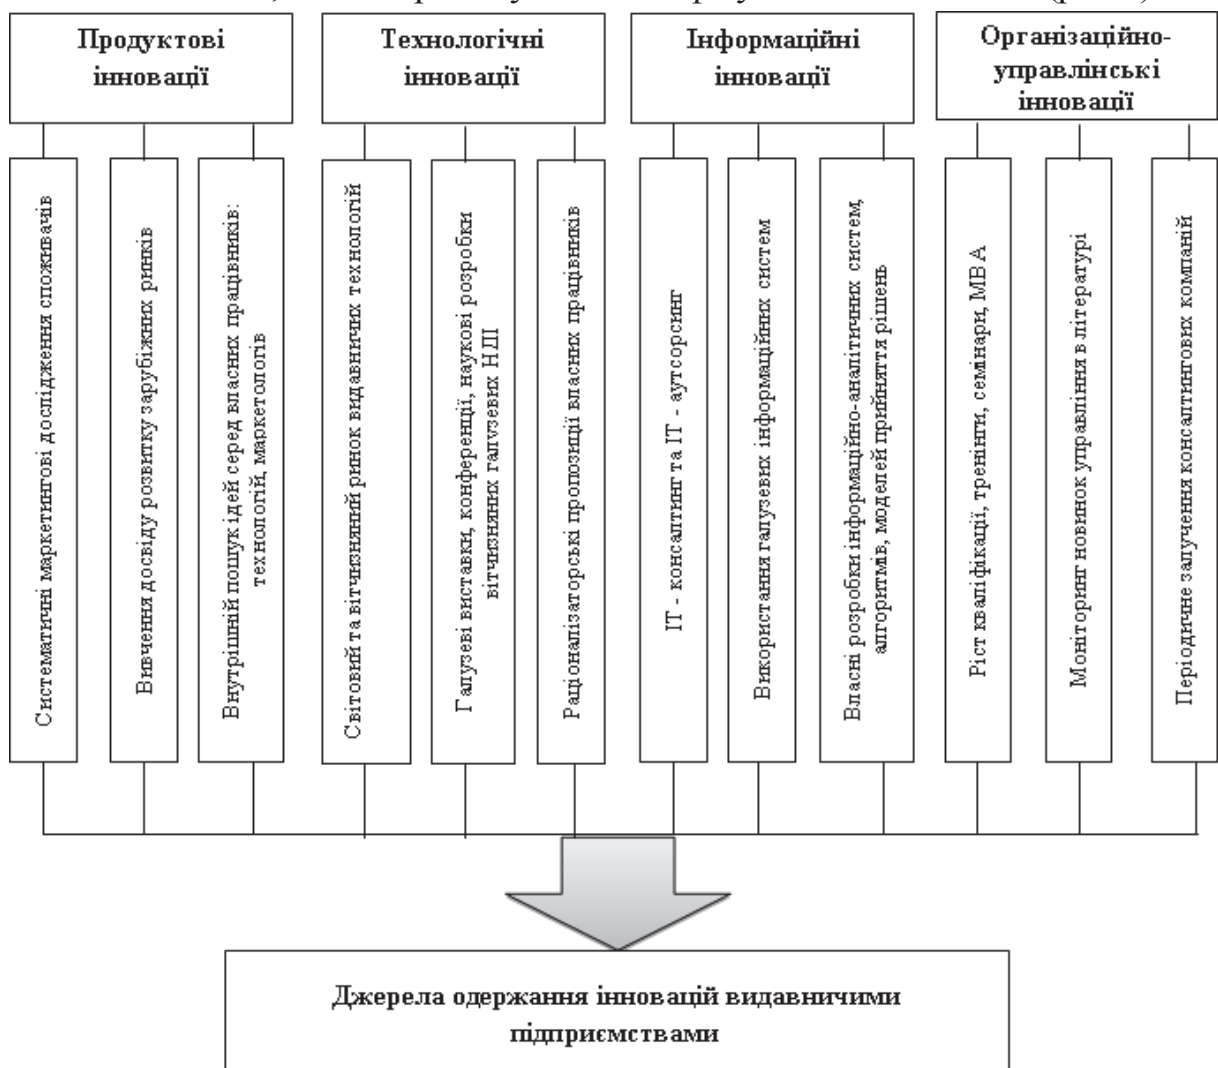 Продуктові
інновації
Технологічні
інновації
Інформаційні
інновації
Організаційно-
управлінські
інновації
Систематичні маркетингові дослідження споживачів
Вивчення досвіду розвитку зарубіжних ринків
Внутрішній пошук ідей серед власних працівників:
технологій, маркетологів
Світовий та вітчизняний ринок видавничих технологій
Галузеві виставки, конференції, наукові розробки
вітчизняних галузевих НДІ
Раціоналізаторські пропозиції власних працівників
ІТ - консалтинг та ІТ - аутсорсинг
Використання галузевих інформаційних систем
Власні розробки інформаційно-аналітичних систем,
алгоритмів, моделей прийняття рішень
Ріст кваліфікації, тренінги, семінари, МВА
Моніторинг новинок управління в літературі
Періодичне залучення консалтингових компаній
Джерела одержання інновацій видавничими
підприємствами